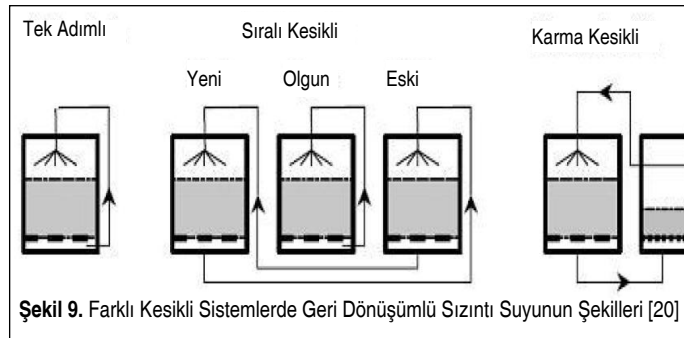 Tek Adımlı Sıralı Kesikli Karma Kesikli
Yeni Olgun Eski
Şekil 9. Farklı Kesikli Sistemlerde Geri Dönüşümlü Sızıntı Suyunun Şekilleri [20]